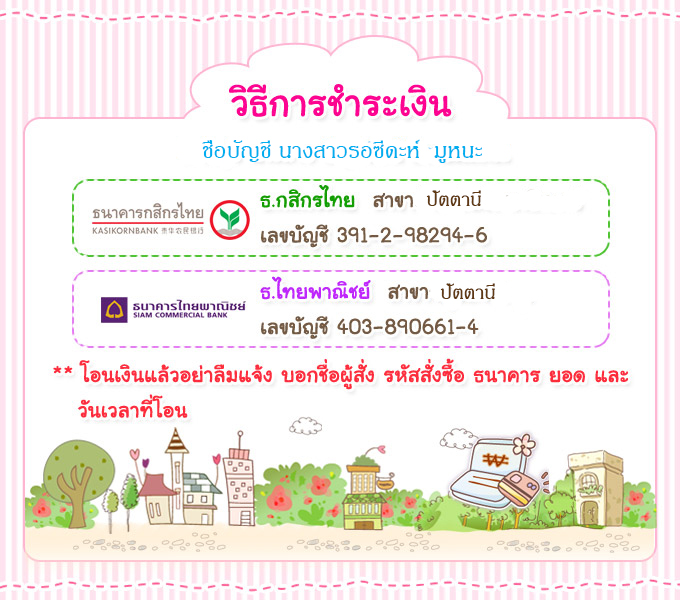 วิธีการชำระเงิน
ชื่อบัญชี นางสาวรอซีดะห์ มูหนะ
ธนาคารกสิกรไทย
KASIKORNBANK 泰华农民银行
ธ.กสิกรไทย สาขา ปัตตานี
เลขบัญชี 391-2-98294-6
ธนาคารไทยพาณิชย์
SIAM COMMERCIAL BANK
ธ.ไทยพาณิชย์ สาขา ปัตตานี
เลขบัญชี 403-890661-4
** โอนเงินแล้วอย่าลืมแจ้ง บอกชื่อผู้สั่ง รหัสสั่งซื้อ ธนาคาร ยอด และ
วันเวลาที่โอน